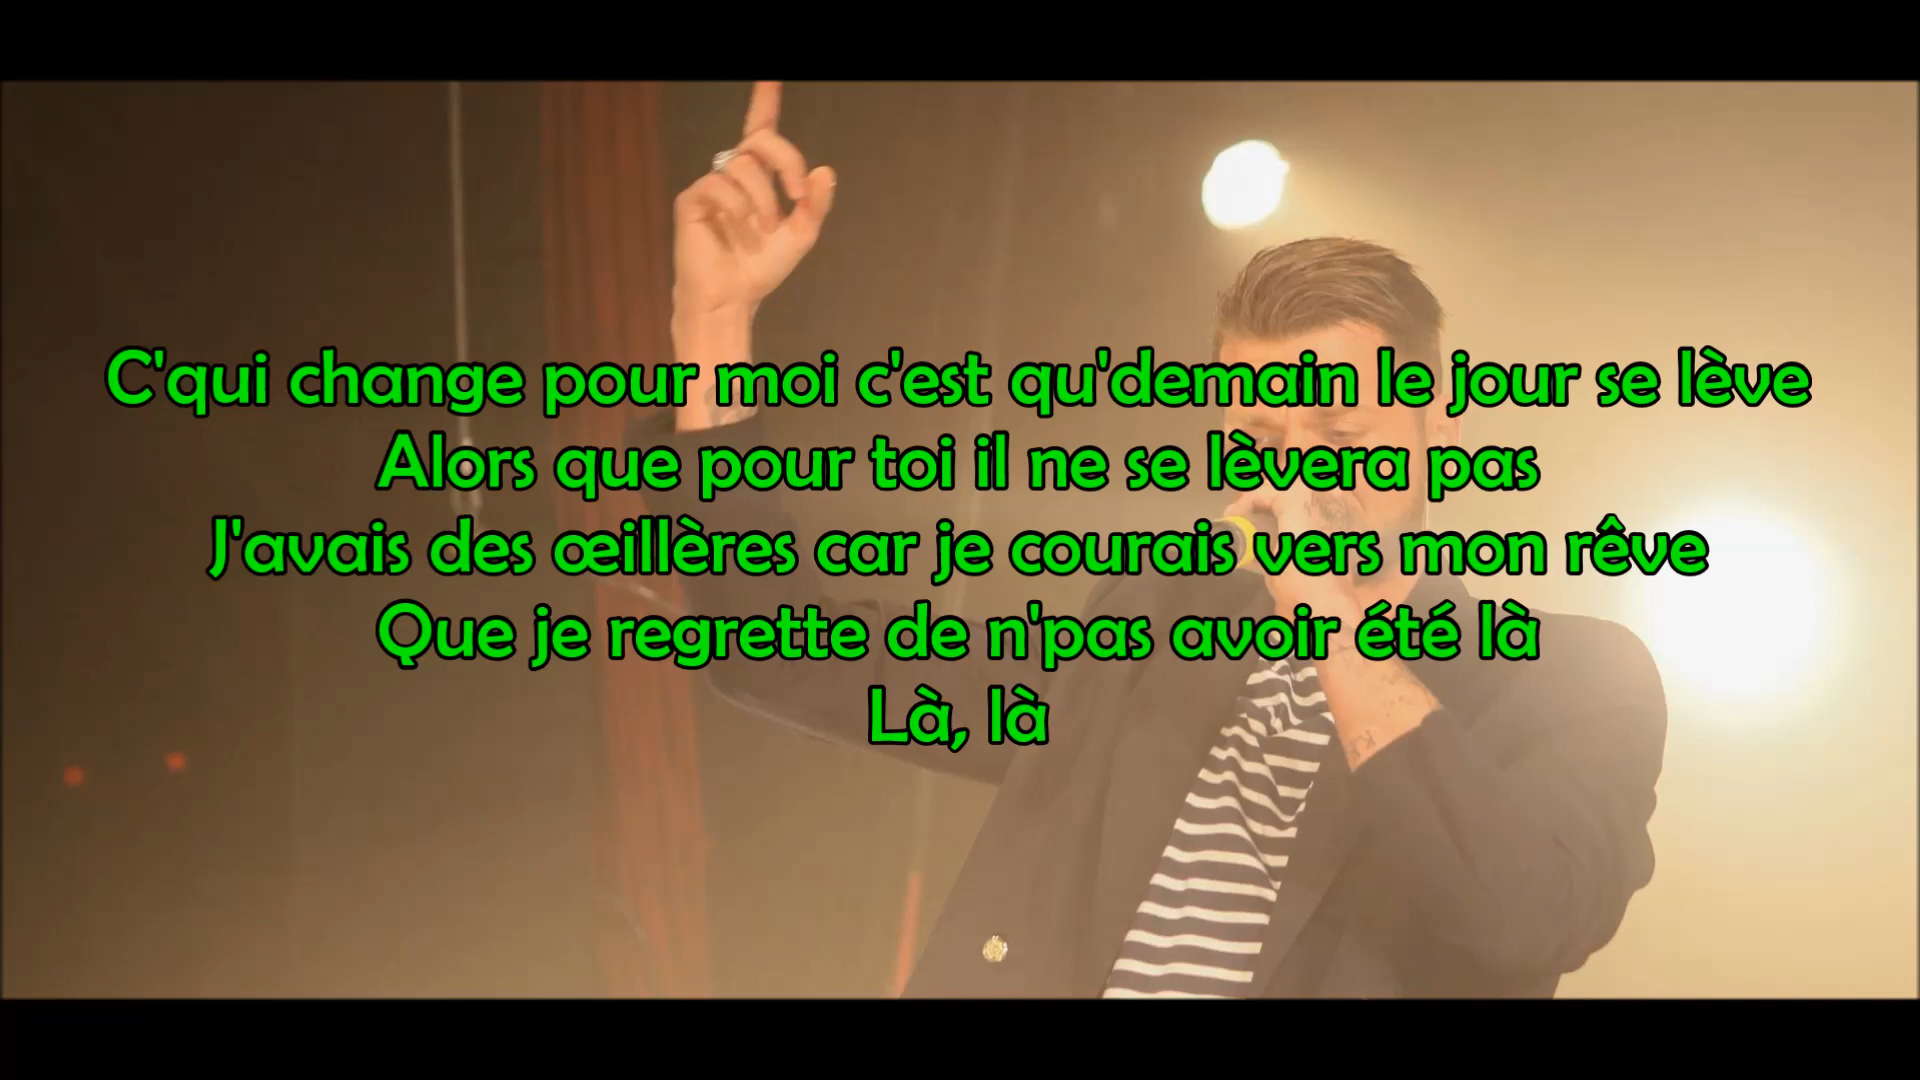 C'qui change pour moi c'est qu'demain le jour se lève
Alors que pour toi il ne se lèvera pas
J'avais des œillères car je courais vers mon rêve
Que je regrette de n'pas avoir été là
Là, là